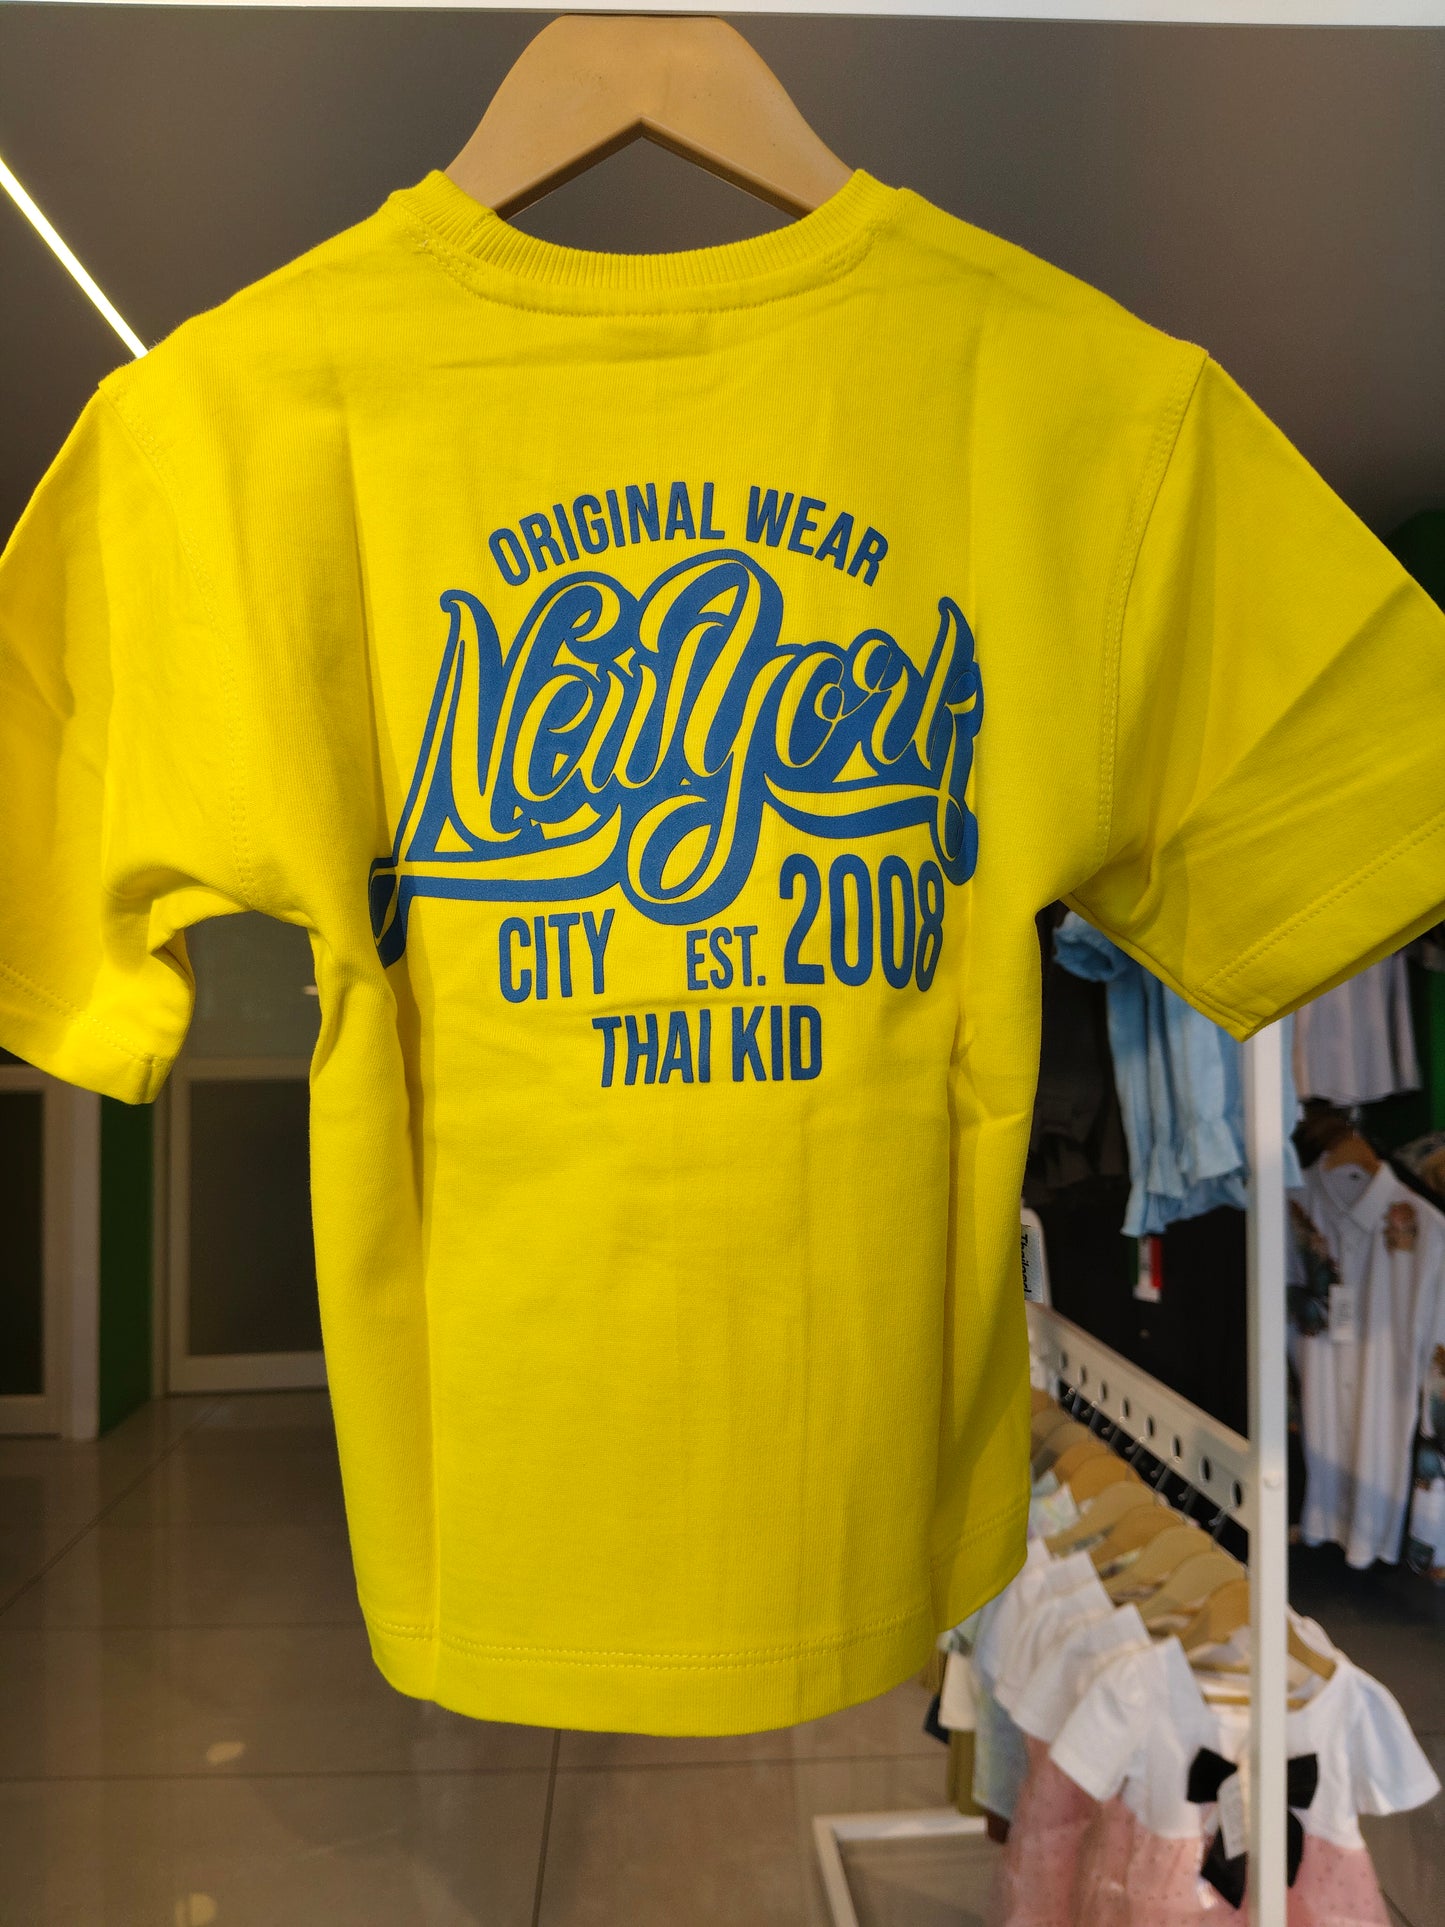 ORIGINAL WEAR
New York
CITY EST. 2008
THAI KID